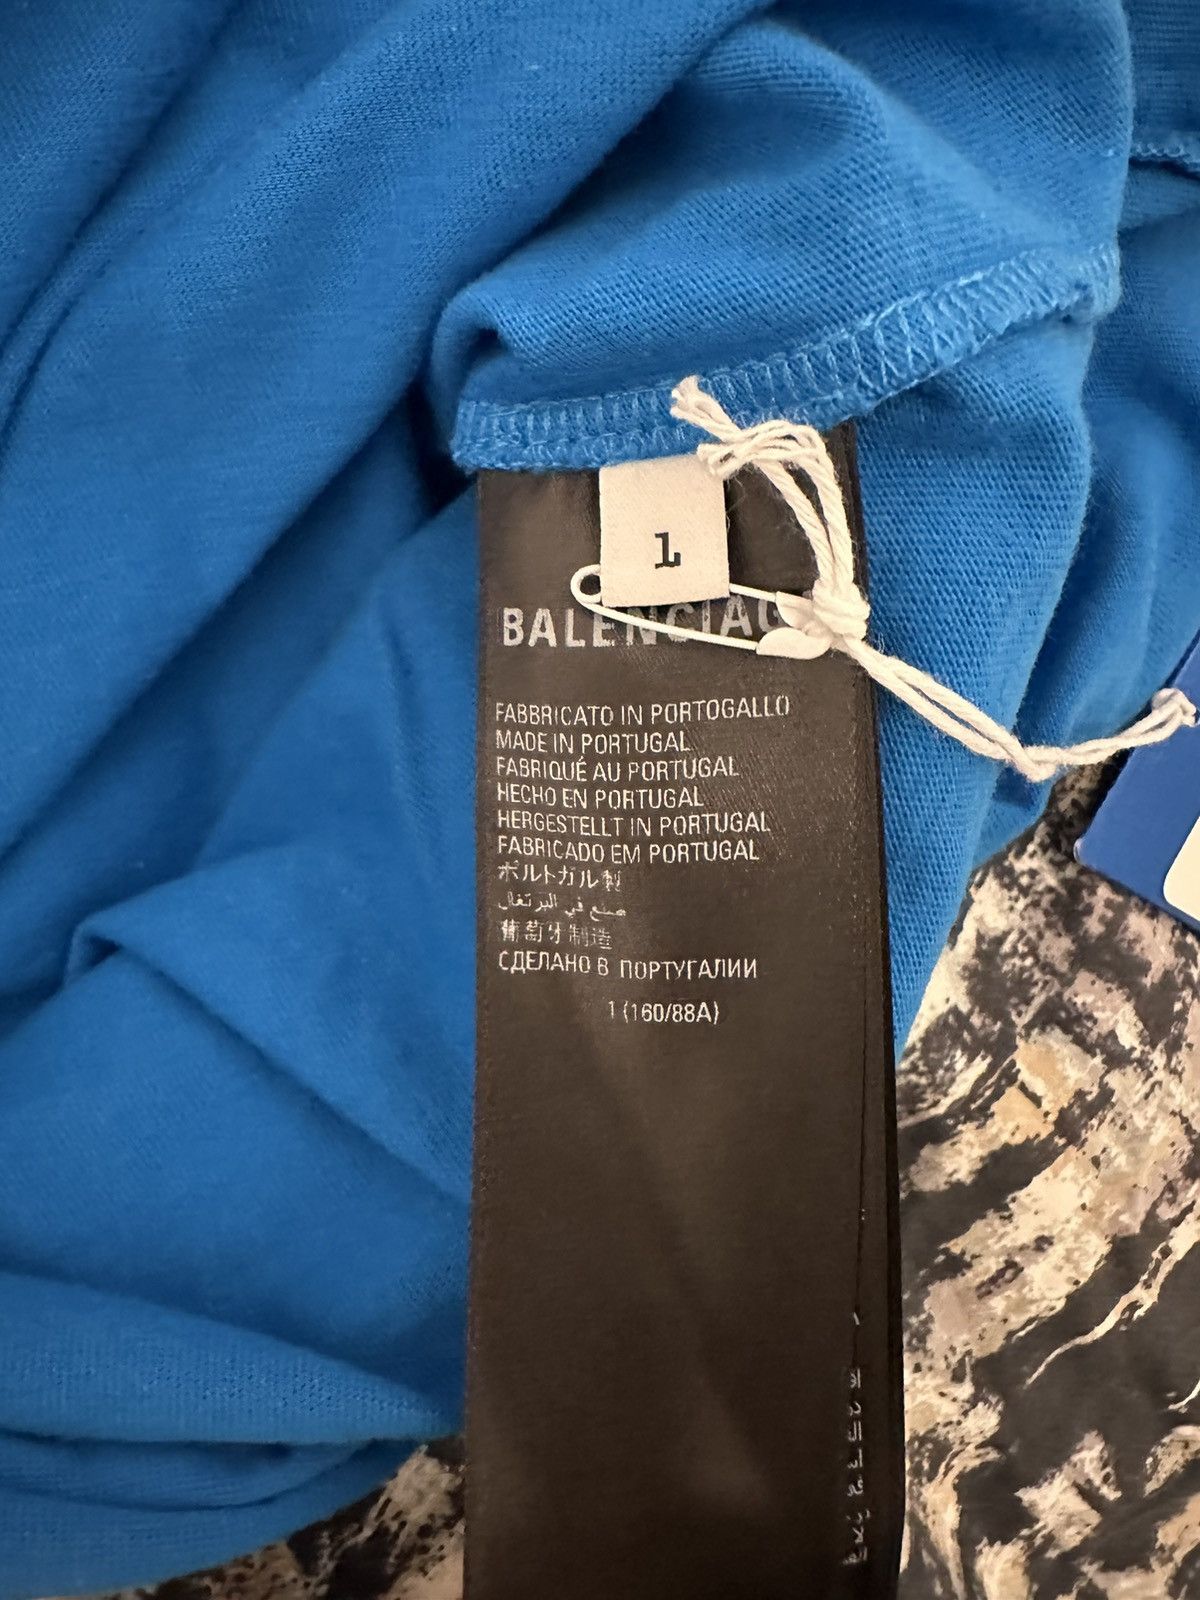 1
BALENCIAG
FABBRICATO IN PORTOGALLO
MADE IN PORTUGAL
FABRIQUÉ AU PORTUGAL
HECHO EN PORTUGAL
HERGESTELLT IN PORTUGAL
FABRICADO EM PORTUGAL
ポルトガル製
صنع في البرتغال
葡萄牙制造
СДЕЛАНО В ПОРТУГАЛИИ
1 (160/88A)